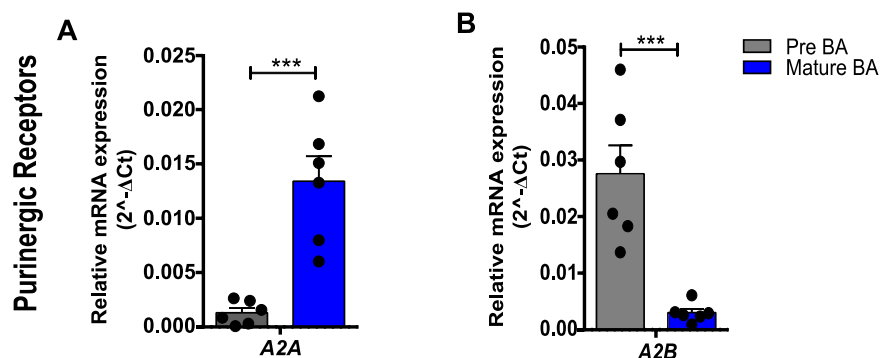 Purinergic Receptors
A
Relative mRNA expression
(2^-ΔCt)
0.025
0.020
0.015
0.010
0.005
0.000
***
A2A
B
Relative mRNA expression
(2^-ΔCt)
0.05
0.04
0.03
0.02
0.01
0.00
***
A2B
Pre BA
Mature BA